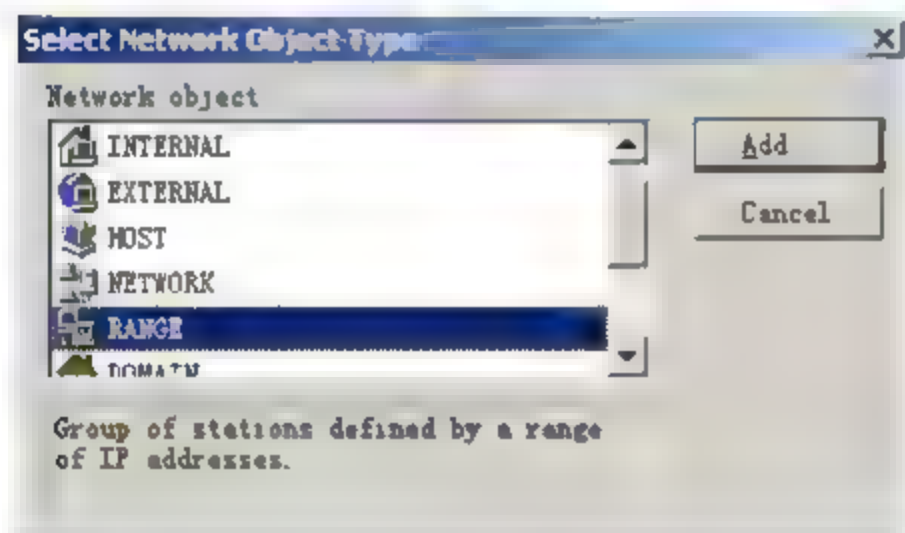 Select Network Object Type
Network object
INTERNAL
EXTERNAL
HOST
NETWORK
RANGE
DOMAIN
Add
Cancel
Group of stations defined by a range
of IP addresses.